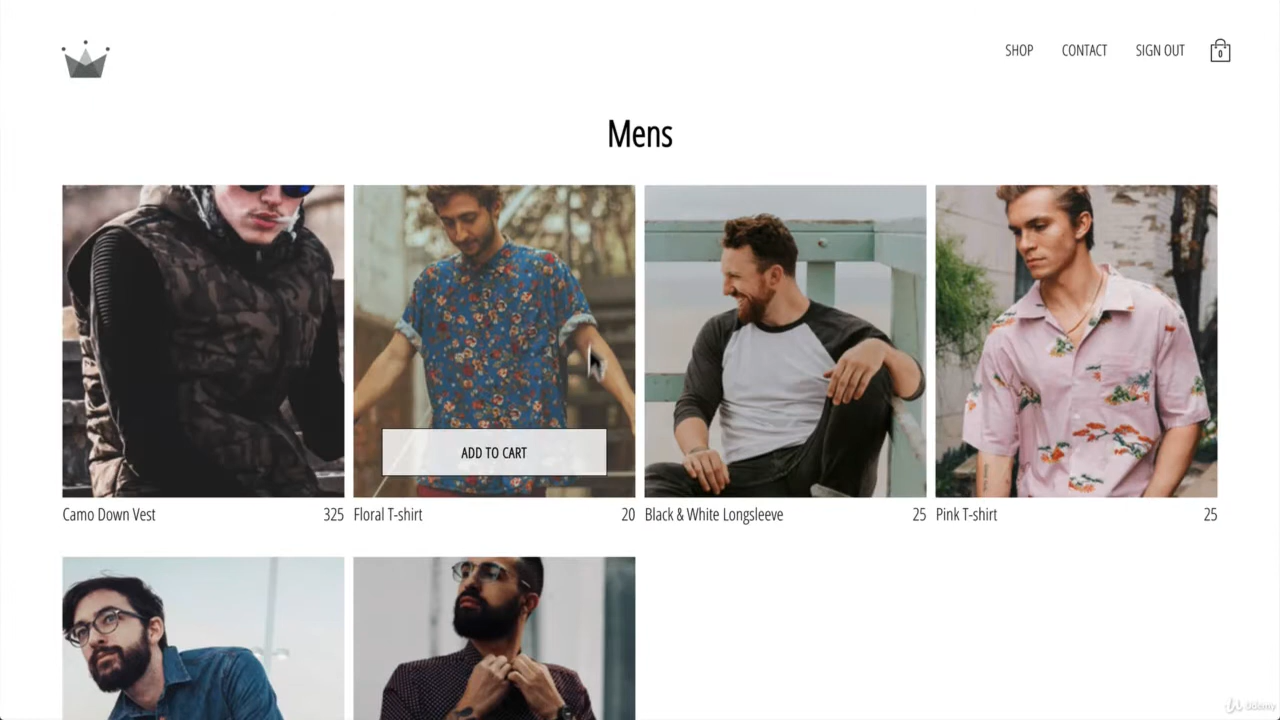 SHOP CONTACT SIGN OUT
0
Mens
ADD TO CART
Camo Down Vest 325 Floral T-shirt 20 Black & White Longsleeve 25 Pink T-shirt 25
Udemy